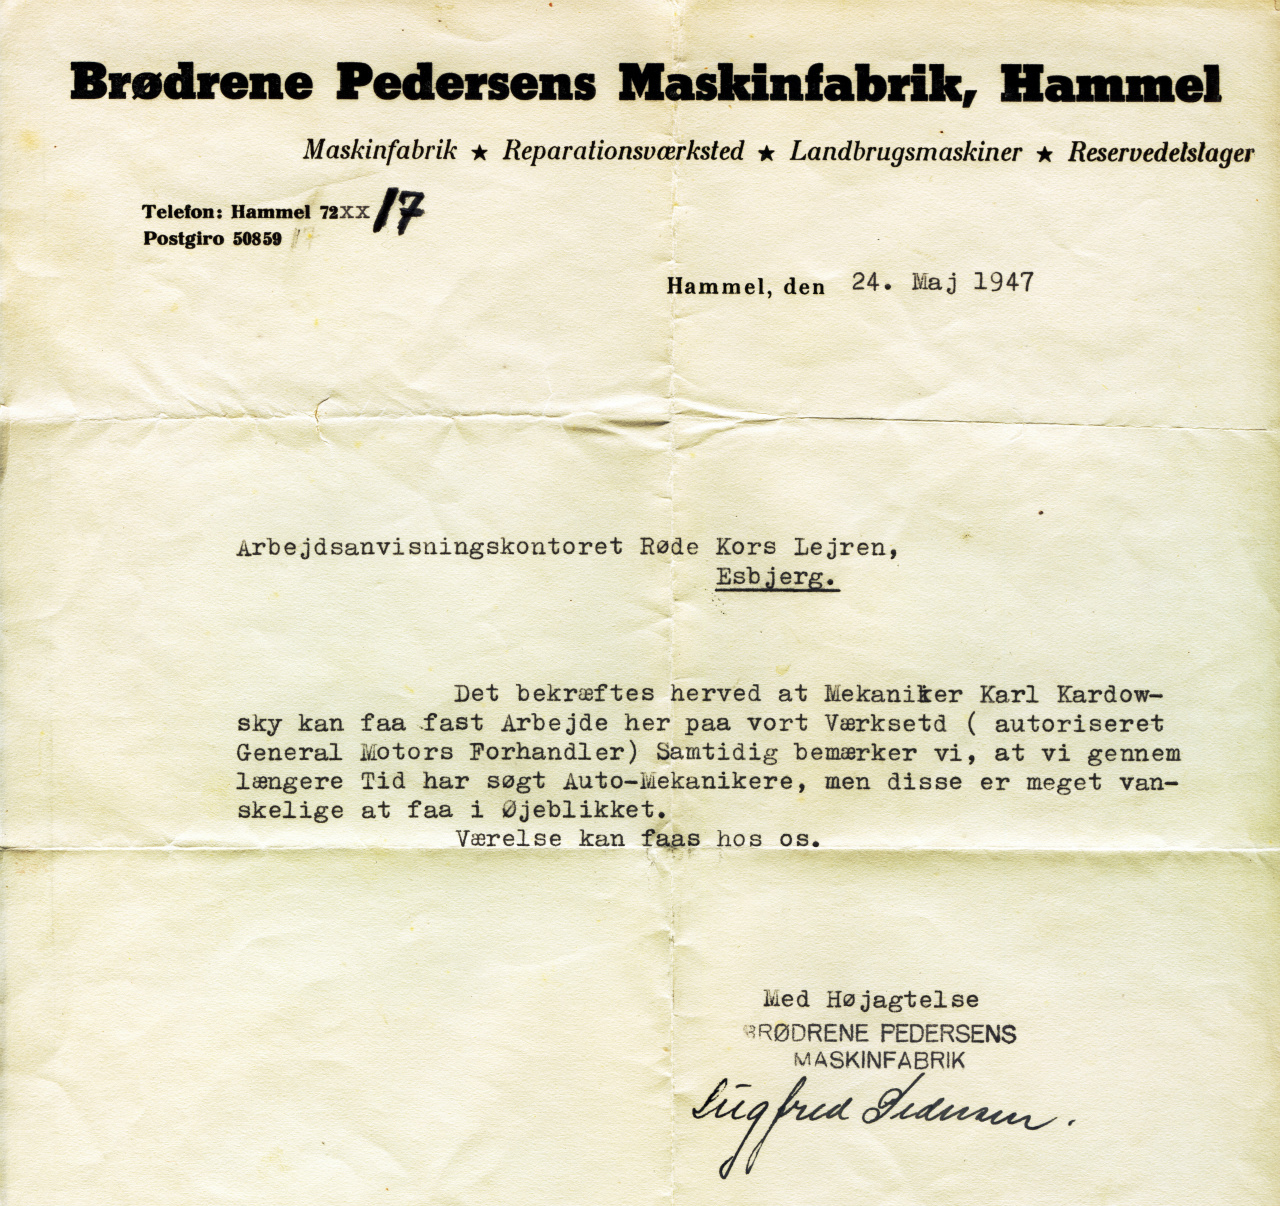 Brødrene Pedersens Maskinfabrik, Hammel
Maskinfabrik ★ Reparationsværksted ★ Landbrugsmaskiner ★ Reservedelslager
Telefon: Hammel 72xx/17
Postgiro 50859 17
Hammel, den 24. Maj 1947
Arbejdsanvisningskontoret Røde Kors Lejren,
Esbjerg.
Det bekræftes herved at Mekaniker Karl Kardow-
sky kan faa fast Arbejde her paa vort Værksetd ( autoriseret
General Motors Forhandler) Samtidig bemærker vi, at vi gennem
længere Tid har søgt Auto-Mekanikere, men disse er meget van-
skelige at faa i Øjeblikket.
Værelse kan faas hos os.
Med Højagtelse
BRØDRENE PEDERSENS
MASKINFABRIK
Sigfred Pedersen.